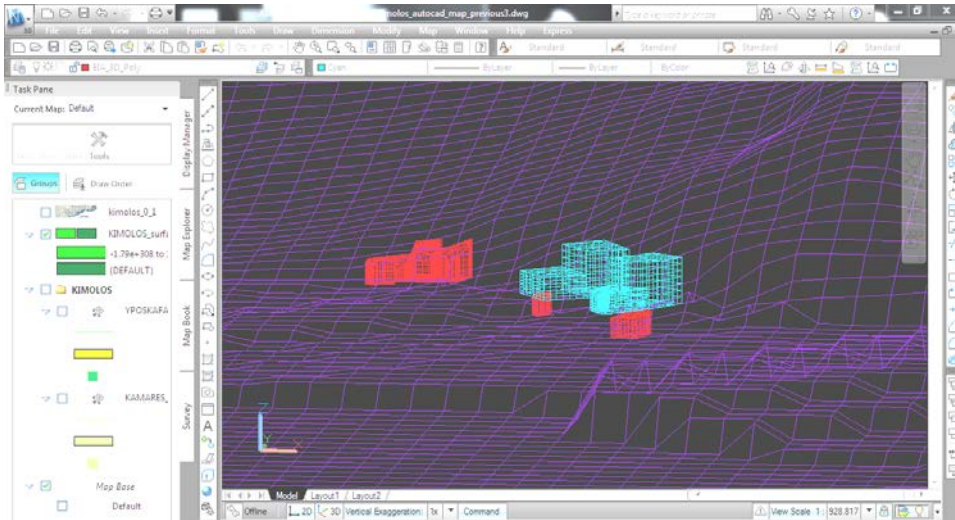 molos_autocad_map_previous3.dwg
File Edit View Insert Format Tools Draw Dimension Modify Map Window Help Express
Standard Standard Standard Standard
Cyan ByLayer ByLayer ByColor
Task Pane
Current Map: Default
Tools
Groups Draw Order
kimolos_0_1
KIMOLOS_surfa
-1.79e+308 to
(DEFAULT)
KIMOLOS
YPOSKAFA
KAMARES_
Map Base
Default
Display Manager
Map Explorer
Map Book
Survey
Z
Y
X
Model Layout1 Layout2
Offline 2D 3D Vertical Exaggeration: 1x Command View Scale 1: 928.817